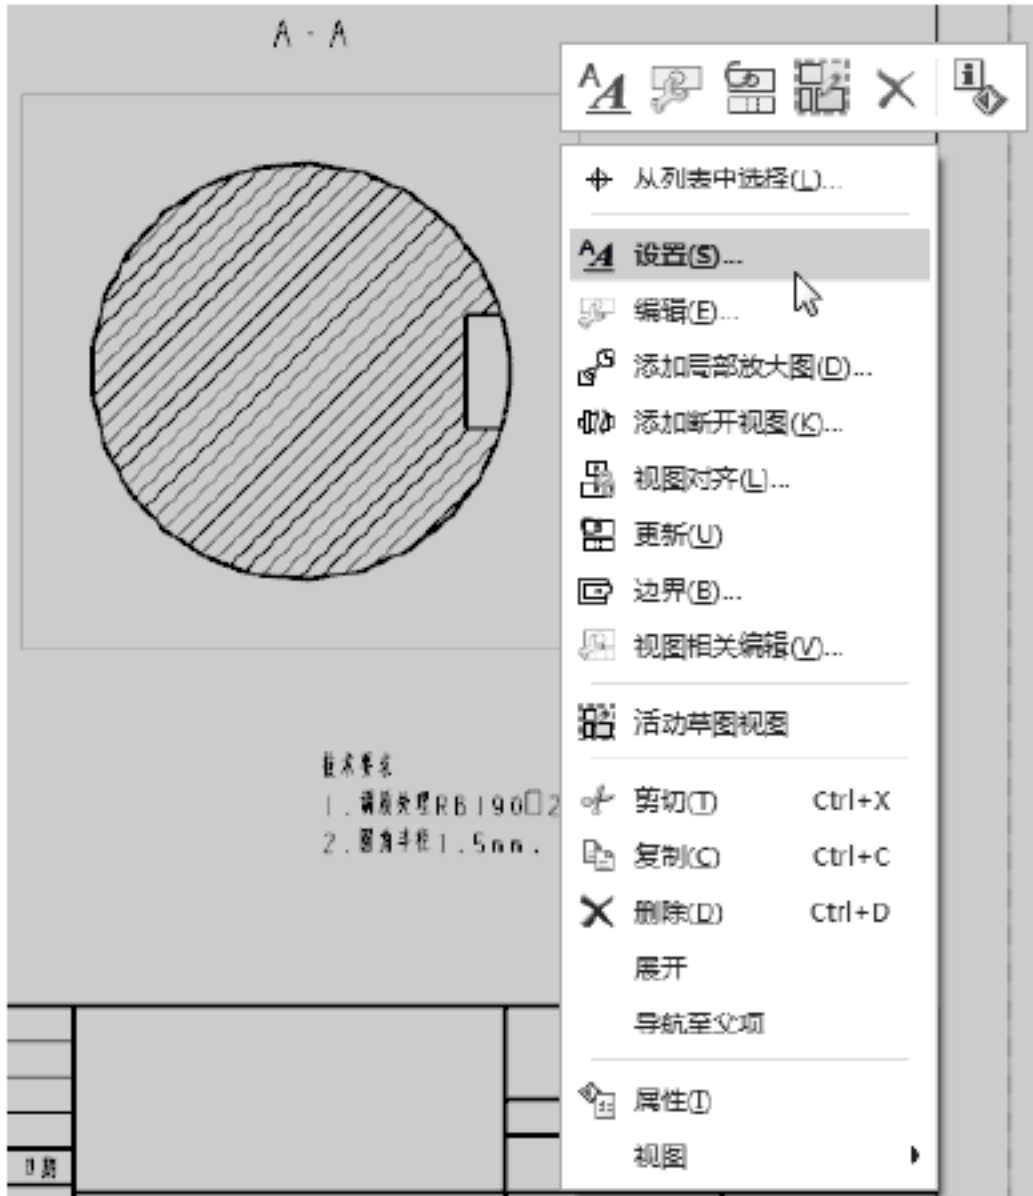 A - A
从列表中选择(L)...
设置(S)...
编辑(E)...
添加局部放大图(D)...
添加断开视图(K)...
视图对齐(L)...
更新(U)
边界(B)...
视图相关编辑(V)...
活动草图视图
剪切(T) Ctrl+X
复制(C) Ctrl+C
删除(D) Ctrl+D
展开
导航至父项
属性(I)
视图
技术要求
1.调质处理RB190□2
2.圆角半径1.5mm.
日期